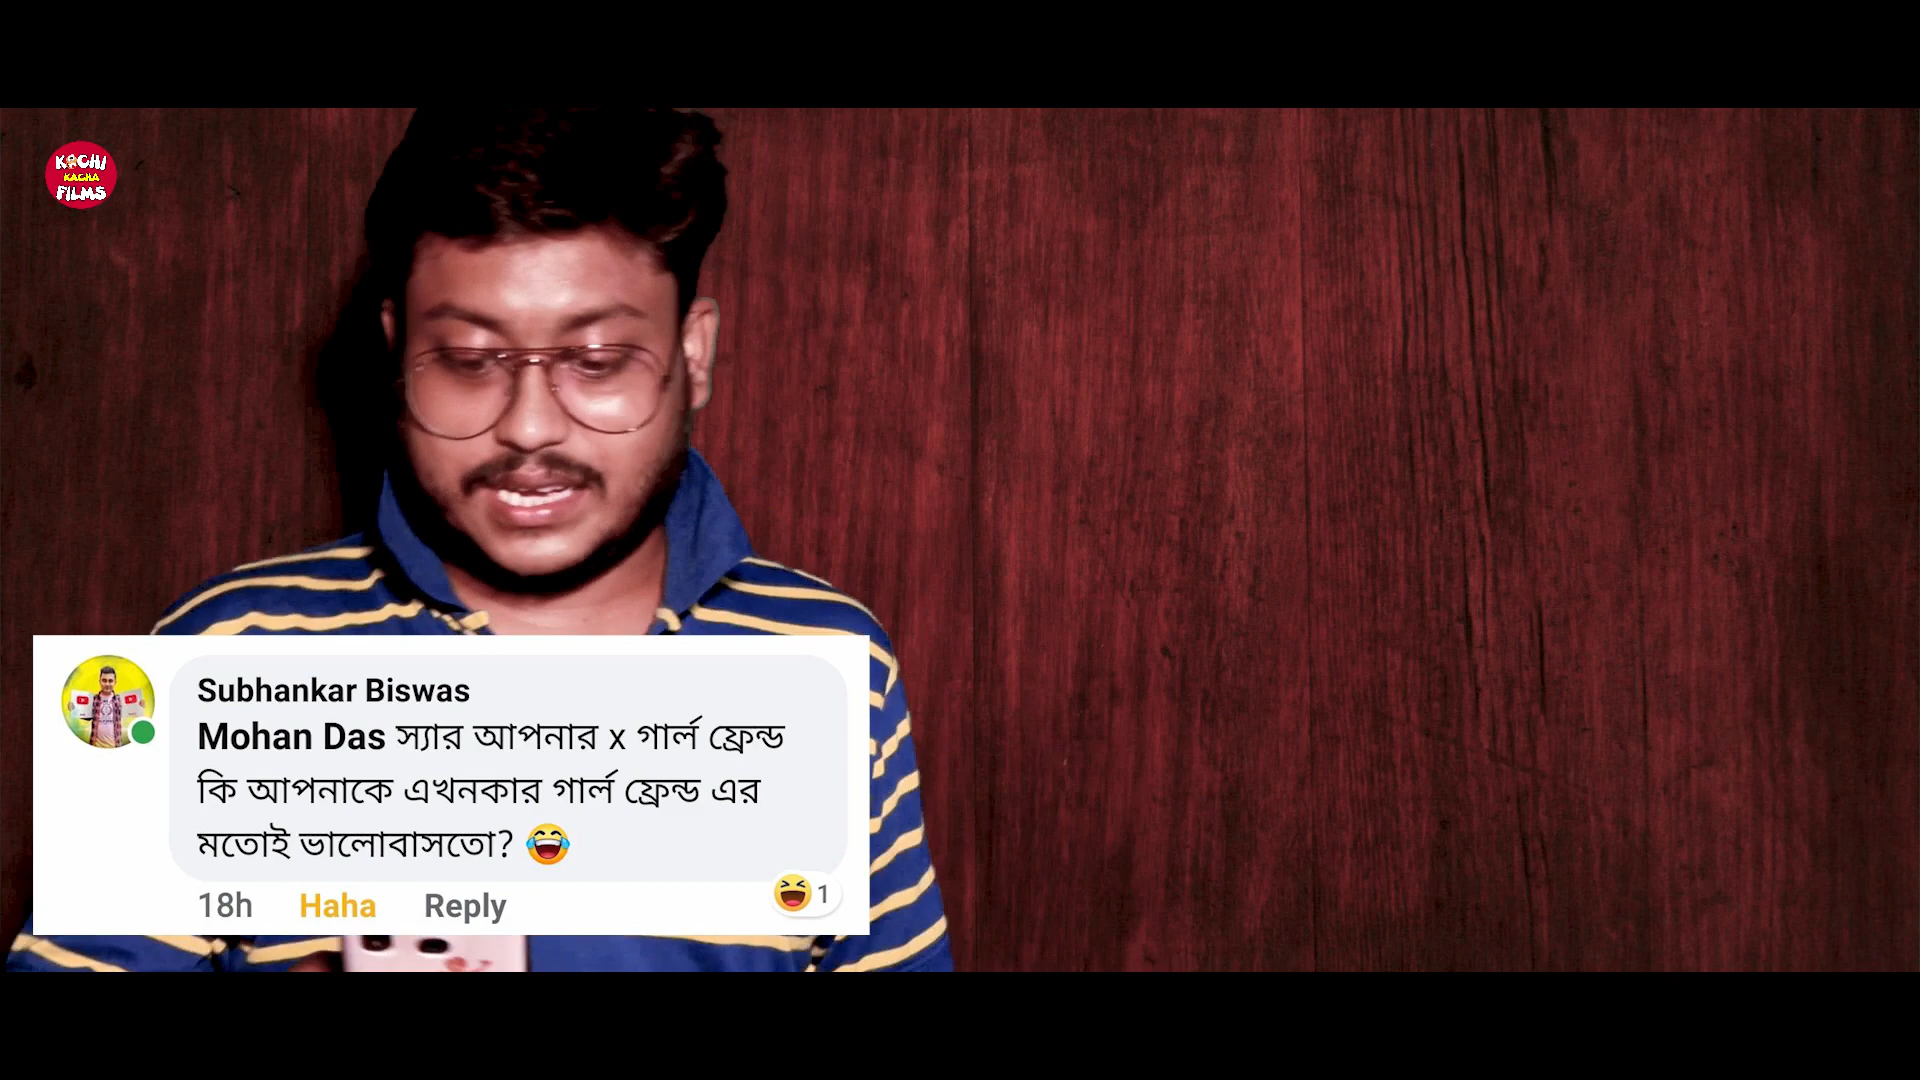 KACHI
KACHA
FILMS
Subhankar Biswas
Mohan Das স্যার আপনার x গার্ল ফ্রেন্ড
কি আপনাকে এখনকার গার্ল ফ্রেন্ড এর
মতোই ভালোবাসতো? 😂
18h Haha Reply 1